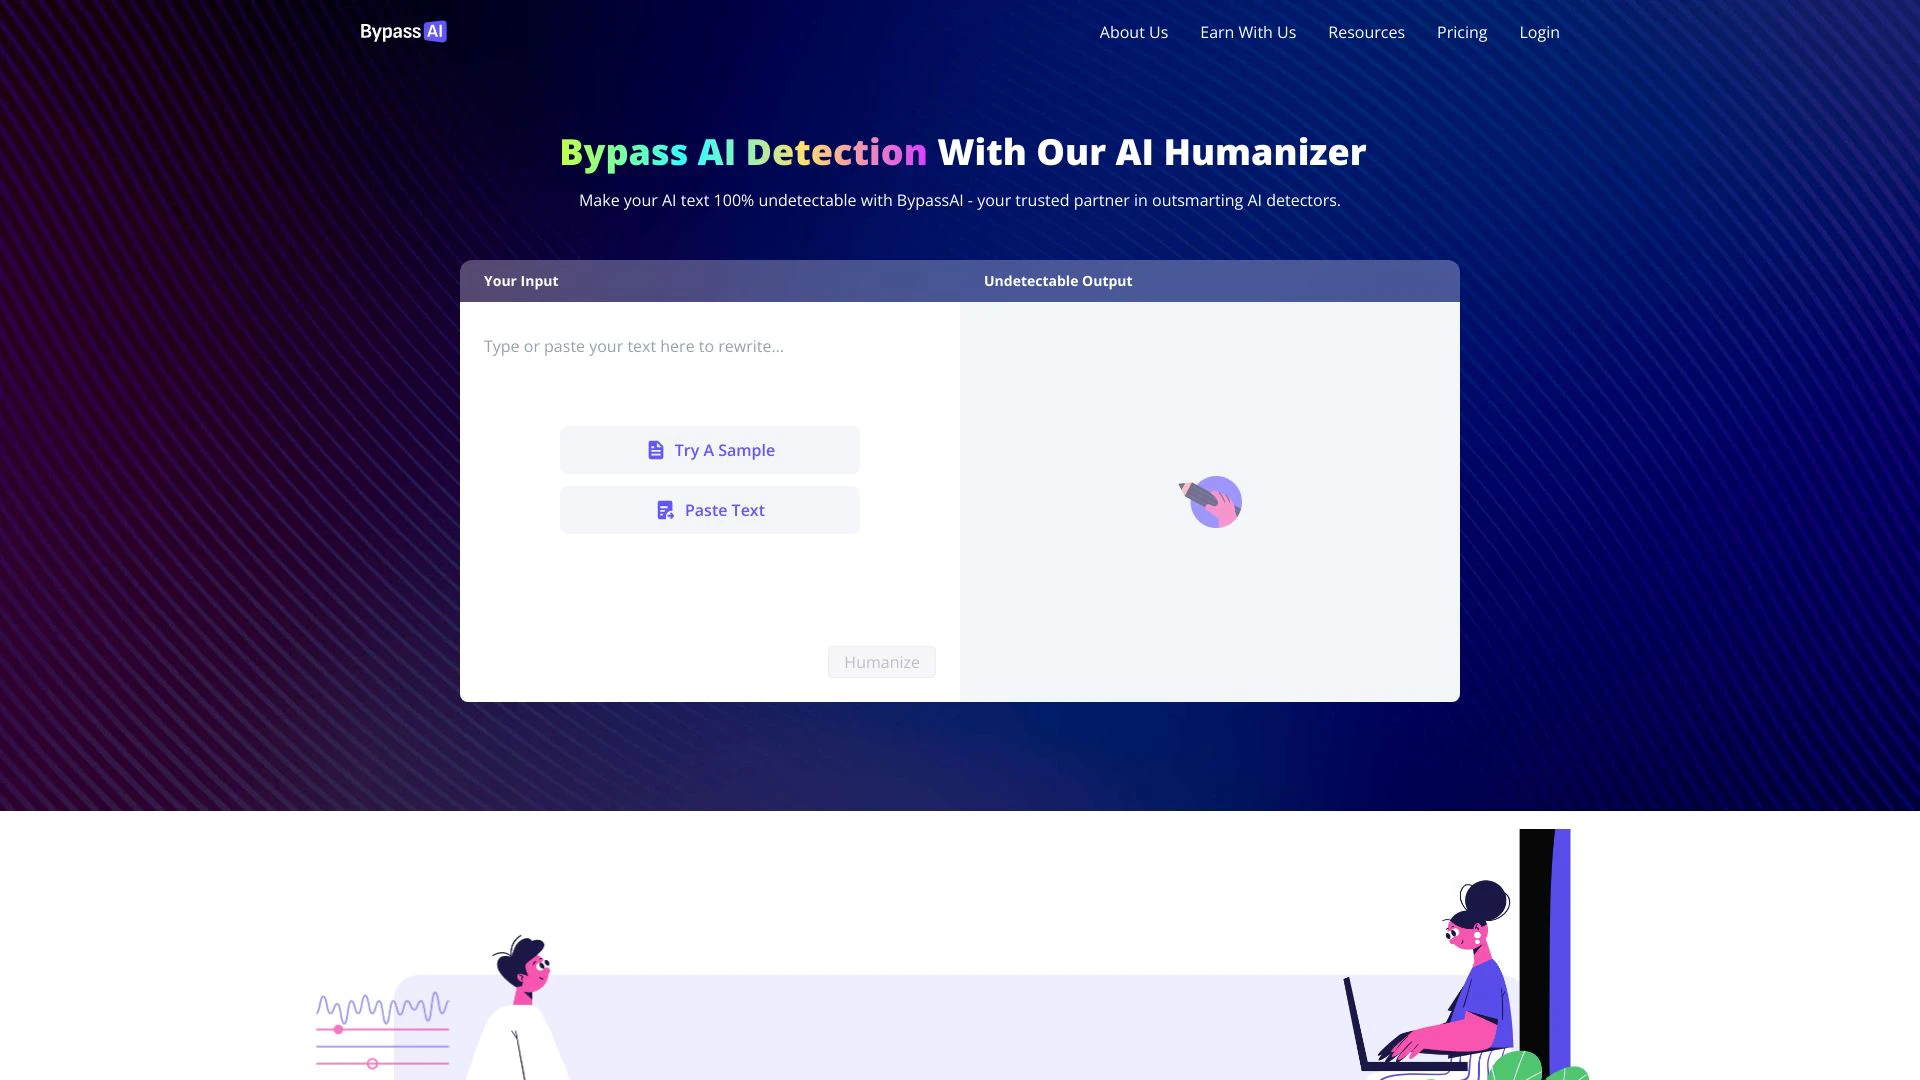 Bypass AI
About Us
Earn With Us
Resources
Pricing
Login
Bypass AI Detection With Our AI Humanizer
Make your AI text 100% undetectable with BypassAI - your trusted partner in outsmarting AI detectors.
Your Input
Undetectable Output
Type or paste your text here to rewrite...
Try A Sample
Paste Text
Humanize